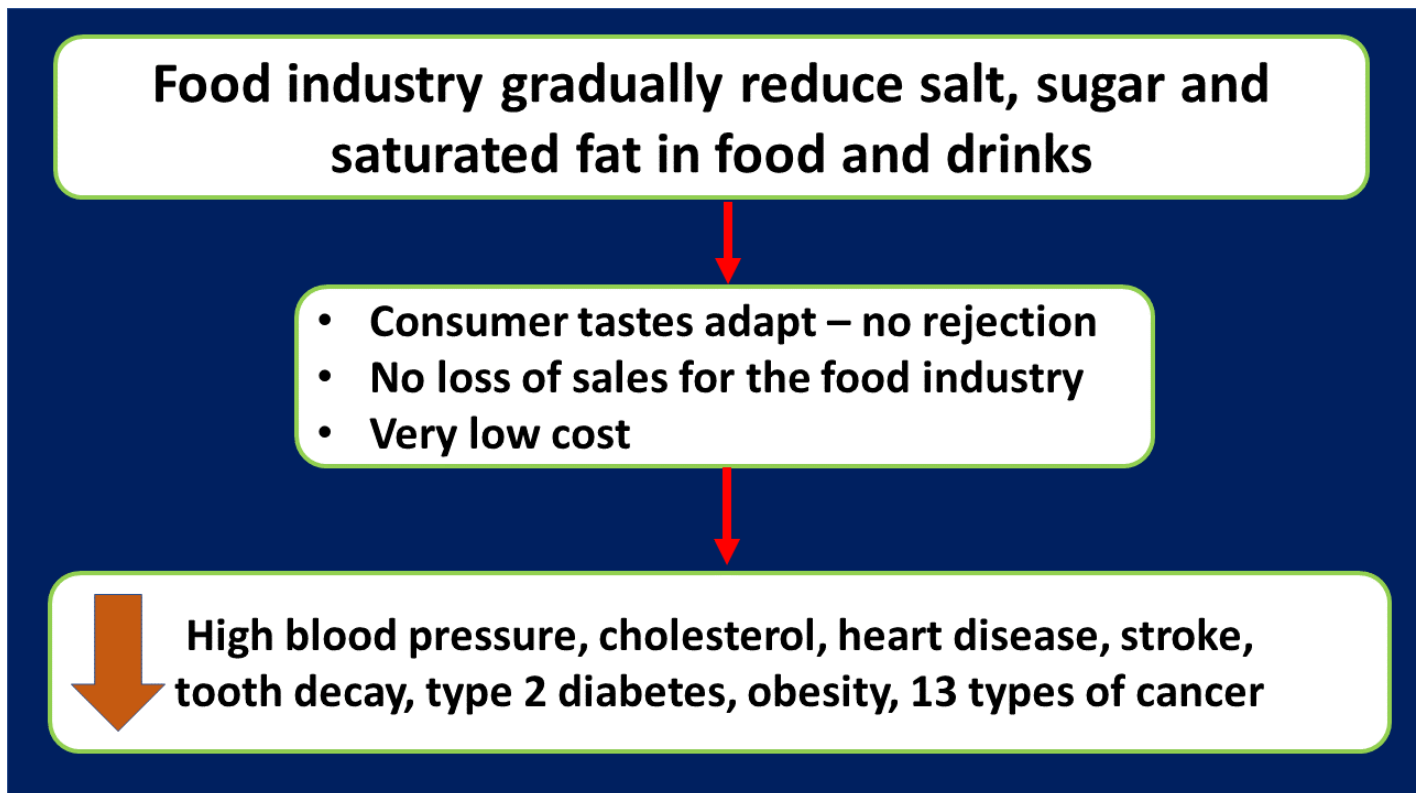 Food industry gradually reduce salt, sugar and
saturated fat in food and drinks
• Consumer tastes adapt – no rejection
• No loss of sales for the food industry
• Very low cost
High blood pressure, cholesterol, heart disease, stroke,
tooth decay, type 2 diabetes, obesity, 13 types of cancer